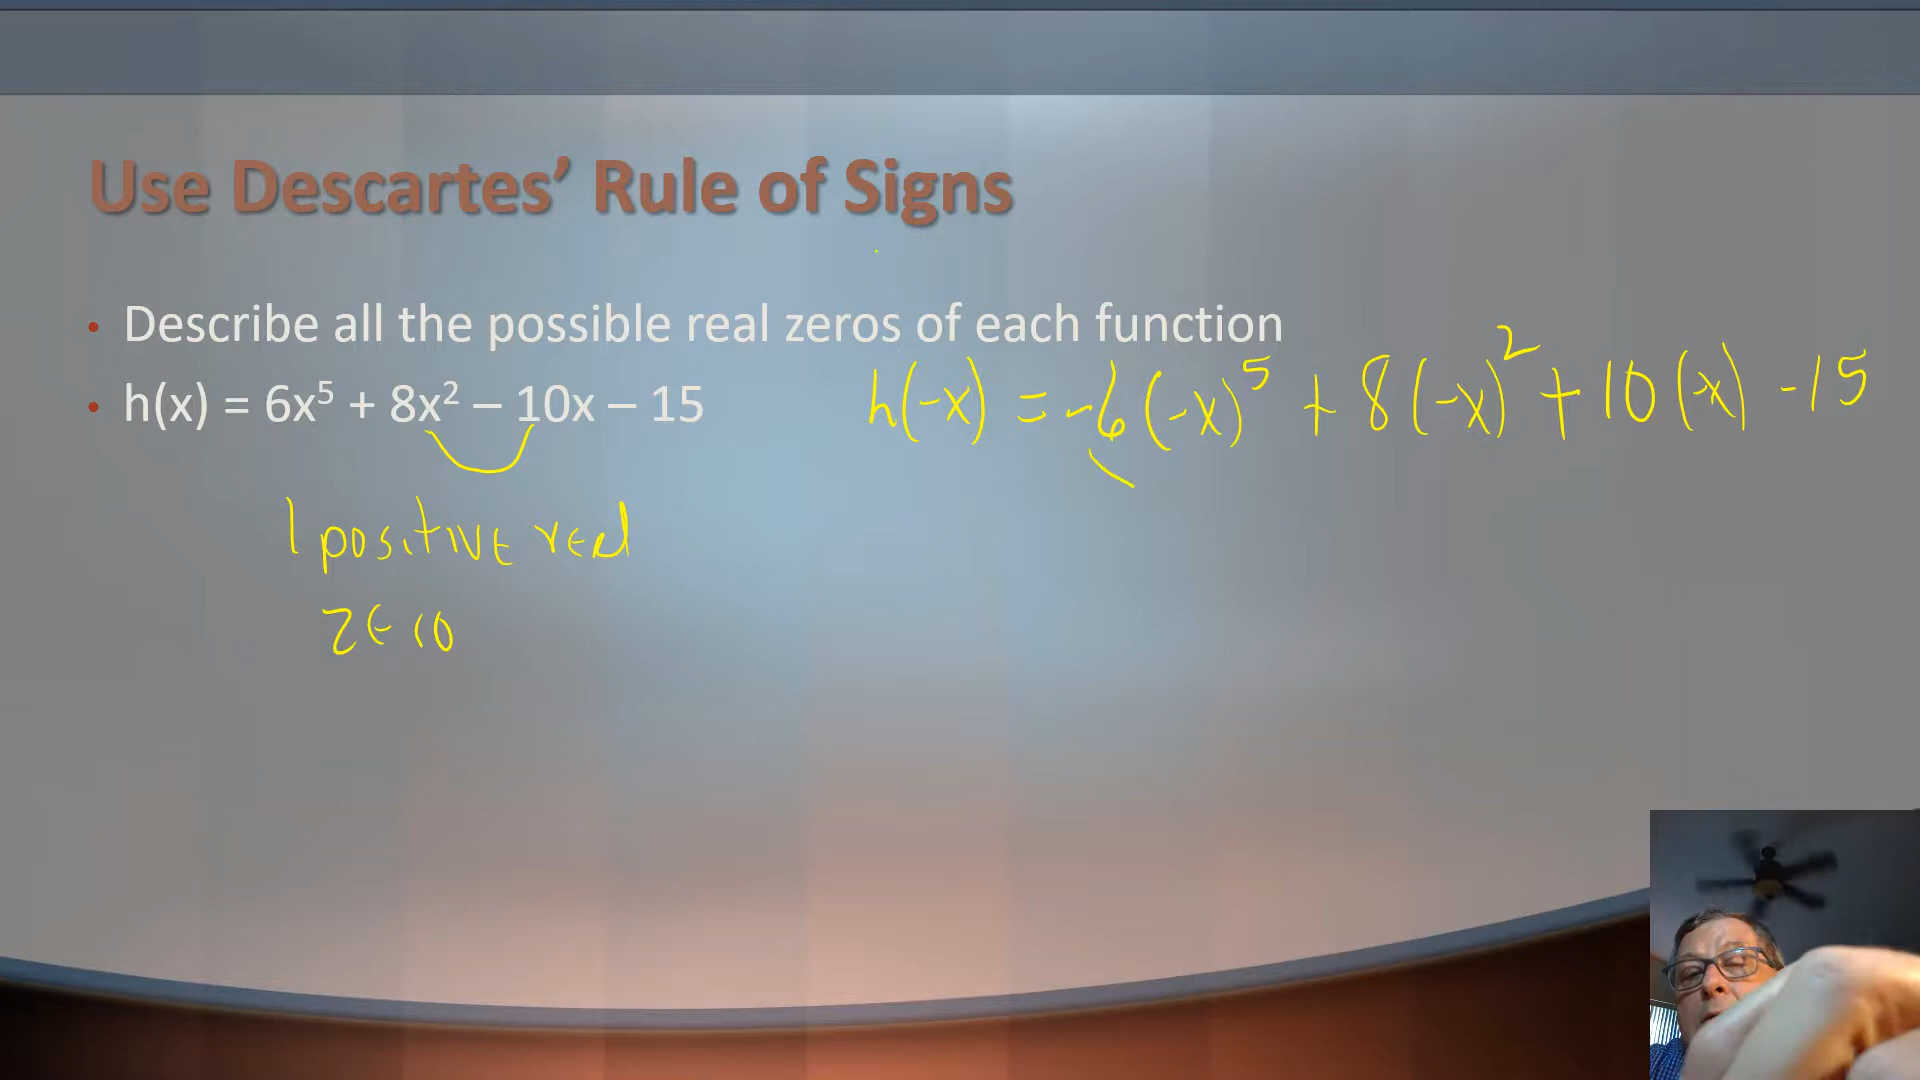 Use Descartes’ Rule of Signs
• Describe all the possible real zeros of each function
• h(x) = 6x⁵ + 8x² – 10x – 15
h(-x) = -6(-x)⁵ + 8(-x)² + 10(-x) - 15
1 positive real
zero